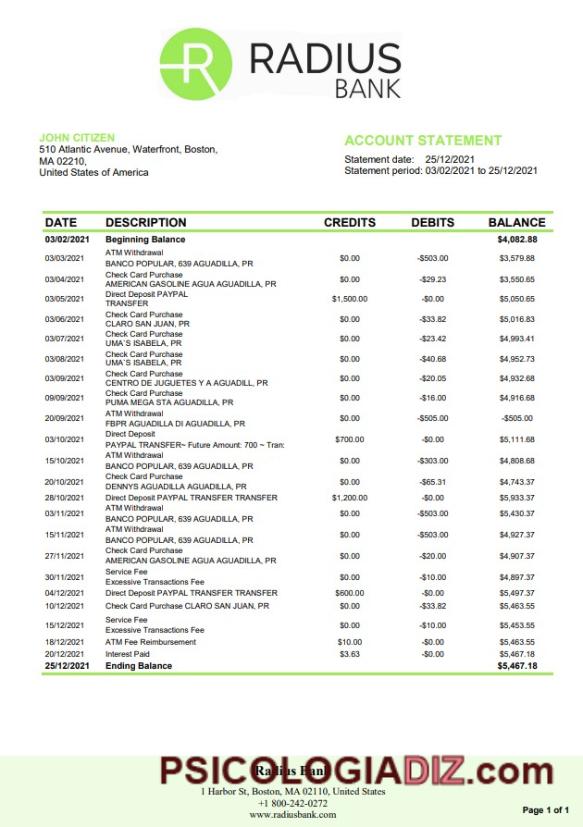 RADIUS
BANK
JOHN CITIZEN
510 Atlantic Avenue, Waterfront, Boston,
MA 02210,
United States of America
ACCOUNT STATEMENT
Statement date: 25/12/2021
Statement period: 03/02/2021 to 25/12/2021
DATE DESCRIPTION CREDITS DEBITS BALANCE
03/02/2021 Beginning Balance $4,082.88
03/03/2021 ATM Withdrawal
BANCO POPULAR, 639 AGUADILLA, PR $0.00 -$503.00 $3,579.88
03/04/2021 Check Card Purchase
AMERICAN GASOLINE AGUA AGUADILLA, PR $0.00 -$29.23 $3,550.65
03/05/2021 Direct Deposit PAYPAL
TRANSFER $1,500.00 -$0.00 $5,050.65
03/06/2021 Check Card Purchase
CLARO SAN JUAN, PR $0.00 -$33.82 $5,016.83
03/07/2021 Check Card Purchase
UMA`S ISABELA, PR $0.00 -$23.42 $4,993.41
03/08/2021 Check Card Purchase
UMA`S ISABELA, PR $0.00 -$40.68 $4,952.73
03/09/2021 Check Card Purchase
CENTRO DE JUGUETES Y A AGUADILL, PR $0.00 -$20.05 $4,932.68
09/09/2021 Check Card Purchase
PUMA MEGA STA AGUADILLA, PR $0.00 -$16.00 $4,916.68
20/09/2021 ATM Withdrawal
FBPR AGUADILLA DI AGUADILLA, PR $0.00 -$505.00 -$505.00
03/10/2021 Direct Deposit
PAYPAL TRANSFER~ Future Amount: 700 ~ Tran: $700.00 -$0.00 $5,111.68
15/10/2021 ATM Withdrawal
BANCO POPULAR, 639 AGUADILLA, PR $0.00 -$303.00 $4,808.68
20/10/2021 Check Card Purchase
DENNYS AGUADILLA AGUADILLA, PR $0.00 -$65.31 $4,743.37
28/10/2021 Direct Deposit PAYPAL TRANSFER TRANSFER $1,200.00 -$0.00 $5,933.37
03/11/2021 ATM Withdrawal
BANCO POPULAR, 639 AGUADILLA, PR $0.00 -$503.00 $5,430.37
15/11/2021 ATM Withdrawal
BANCO POPULAR, 639 AGUADILLA, PR $0.00 -$503.00 $4,927.37
27/11/2021 Check Card Purchase
AMERICAN GASOLINE AGUA AGUADILLA, PR $0.00 -$20.00 $4,907.37
30/11/2021 Service Fee
Excessive Transactions Fee $0.00 -$10.00 $4,897.37
04/12/2021 Direct Deposit PAYPAL TRANSFER TRANSFER $600.00 -$0.00 $5,497.37
10/12/2021 Check Card Purchase CLARO SAN JUAN, PR $0.00 -$33.82 $5,463.55
15/12/2021 Service Fee
Excessive Transactions Fee $0.00 -$10.00 $5,453.55
18/12/2021 ATM Fee Reimbursement $10.00 -$0.00 $5,463.55
20/12/2021 Interest Paid $3.63 -$0.00 $5,467.18
25/12/2021 Ending Balance $5,467.18
PSICOLOGIADIZ.com
Radius Bank
1 Harbor St, Boston, MA 02110, United States
+1 800-242-0272
www.radiusbank.com
Page 1 of 1